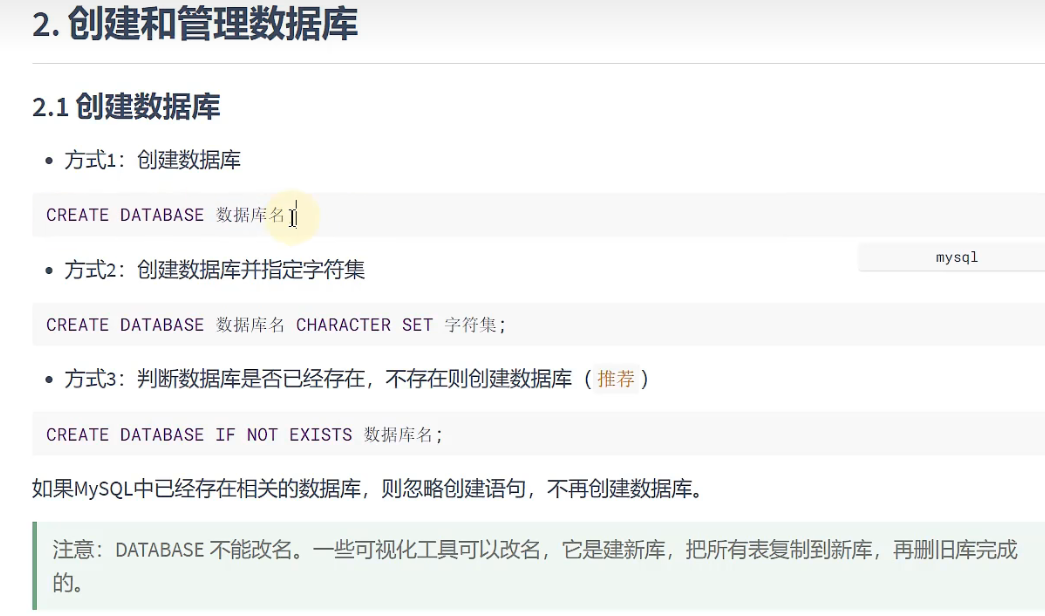 2. 创建和管理数据库
2.1 创建数据库
方式1：创建数据库
CREATE DATABASE 数据库名
方式2：创建数据库并指定字符集
mysql
CREATE DATABASE 数据库名 CHARACTER SET 字符集;
方式3：判断数据库是否已经存在，不存在则创建数据库（推荐）
CREATE DATABASE IF NOT EXISTS 数据库名;
如果MySQL中已经存在相关的数据库，则忽略创建语句，不再创建数据库。
注意：DATABASE 不能改名。一些可视化工具可以改名，它是建新库，把所有表复制到新库，再删旧库完成
的。